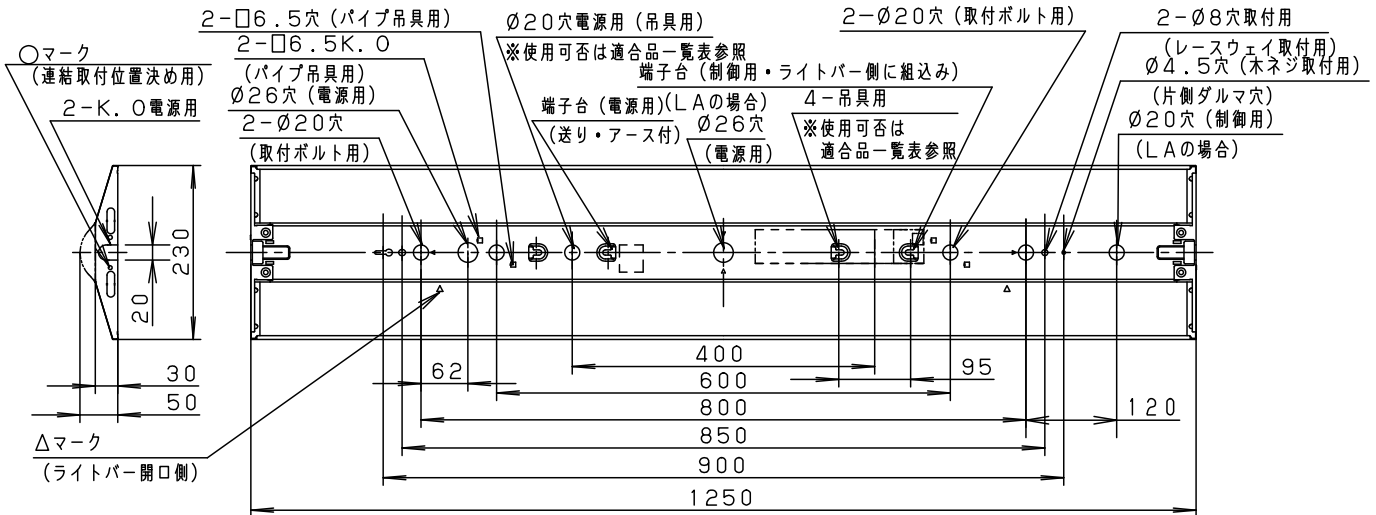 2-□6.5穴(パイプ吊具用)
2-□6.5K.O
(パイプ吊具用)
○マーク
(連結取付位置決め用)
2-K.O電源用
Ø26穴(電源用)
2-Ø20穴
(取付ボルト用)
Ø20穴電源用(吊具用)
※使用可否は適合品一覧表参照
端子台(制御用・ライトバー側に組込み)
(LAの場合)
端子台(電源用)
(送り・アース付)
Ø26穴
(電源用)
4-吊具用
※使用可否は
適合品一覧表参照
2-Ø20穴(取付ボルト用)
2-Ø8穴取付用
(レースウェイ取付用)
Ø4.5穴(木ネジ取付用)
(片側ダルマ穴)
Ø20穴(制御用)
(LAの場合)
230
20
30
50
△マーク
(ライトバー開口側)
400
62
95
600
800
120
850
900
1250